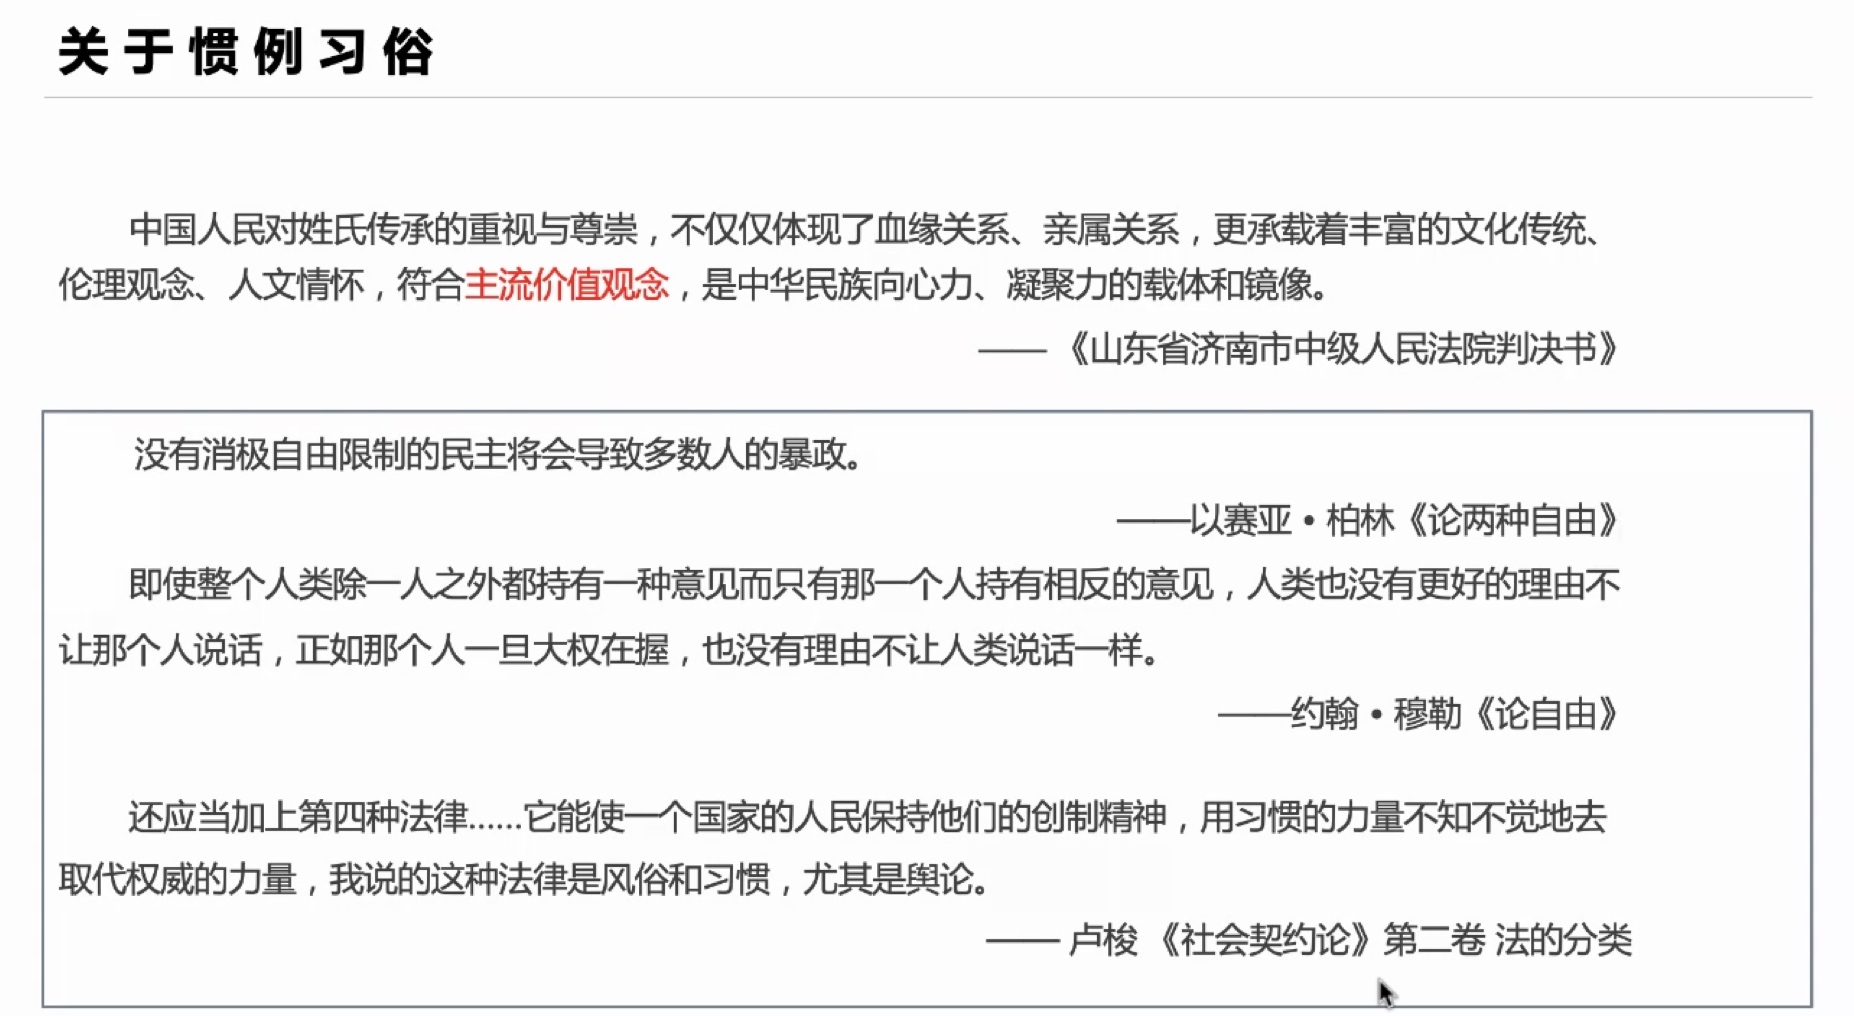 关于惯例习俗
中国人民对姓氏传承的重视与尊崇，不仅仅体现了血缘关系、亲属关系，更承载着丰富的文化传统、
伦理观念、人文情怀，符合主流价值观念，是中华民族向心力、凝聚力的载体和镜像。
——《山东省济南市中级人民法院判决书》
没有消极自由限制的民主将会导致多数人的暴政。
——以赛亚•柏林《论两种自由》
即使整个人类除一人之外都持有一种意见而只有那一个人持有相反的意见，人类也没有更好的理由不
让那个人说话，正如那个人一旦大权在握，也没有理由不让人类说话一样。
——约翰•穆勒《论自由》
还应当加上第四种法律......它能使一个国家的人民保持他们的创制精神，用习惯的力量不知不觉地去
取代权威的力量，我说的这种法律是风俗和习惯，尤其是舆论。
—— 卢梭 《社会契约论》第二卷 法的分类